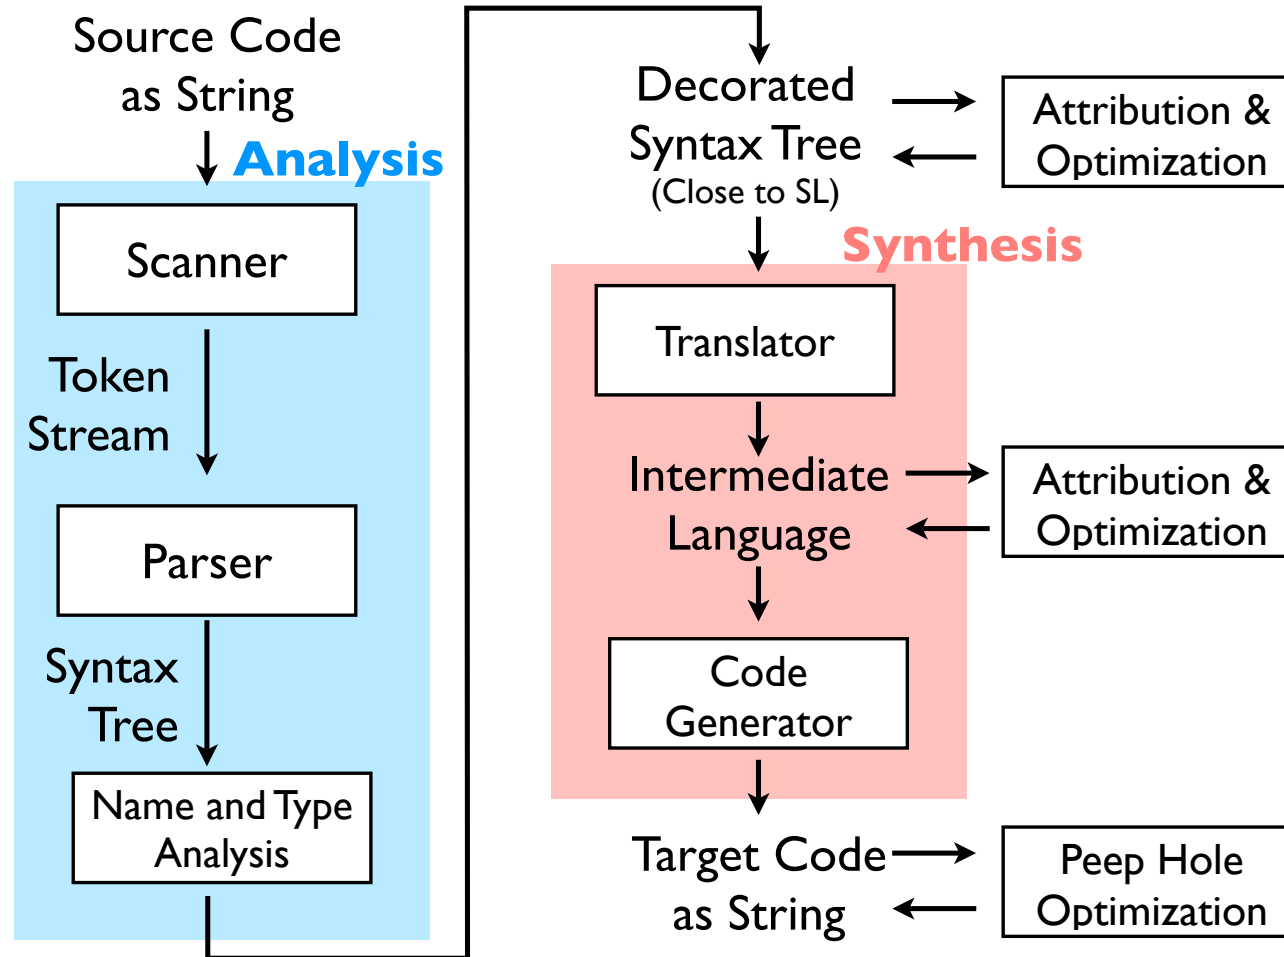 Source Code
as String
Analysis
Scanner
Token
Stream
Parser
Syntax
Tree
Name and Type
Analysis
Decorated
Syntax Tree
(Close to SL)
Attribution &
Optimization
Synthesis
Translator
Intermediate
Language
Attribution &
Optimization
Code
Generator
Target Code
as String
Peep Hole
Optimization